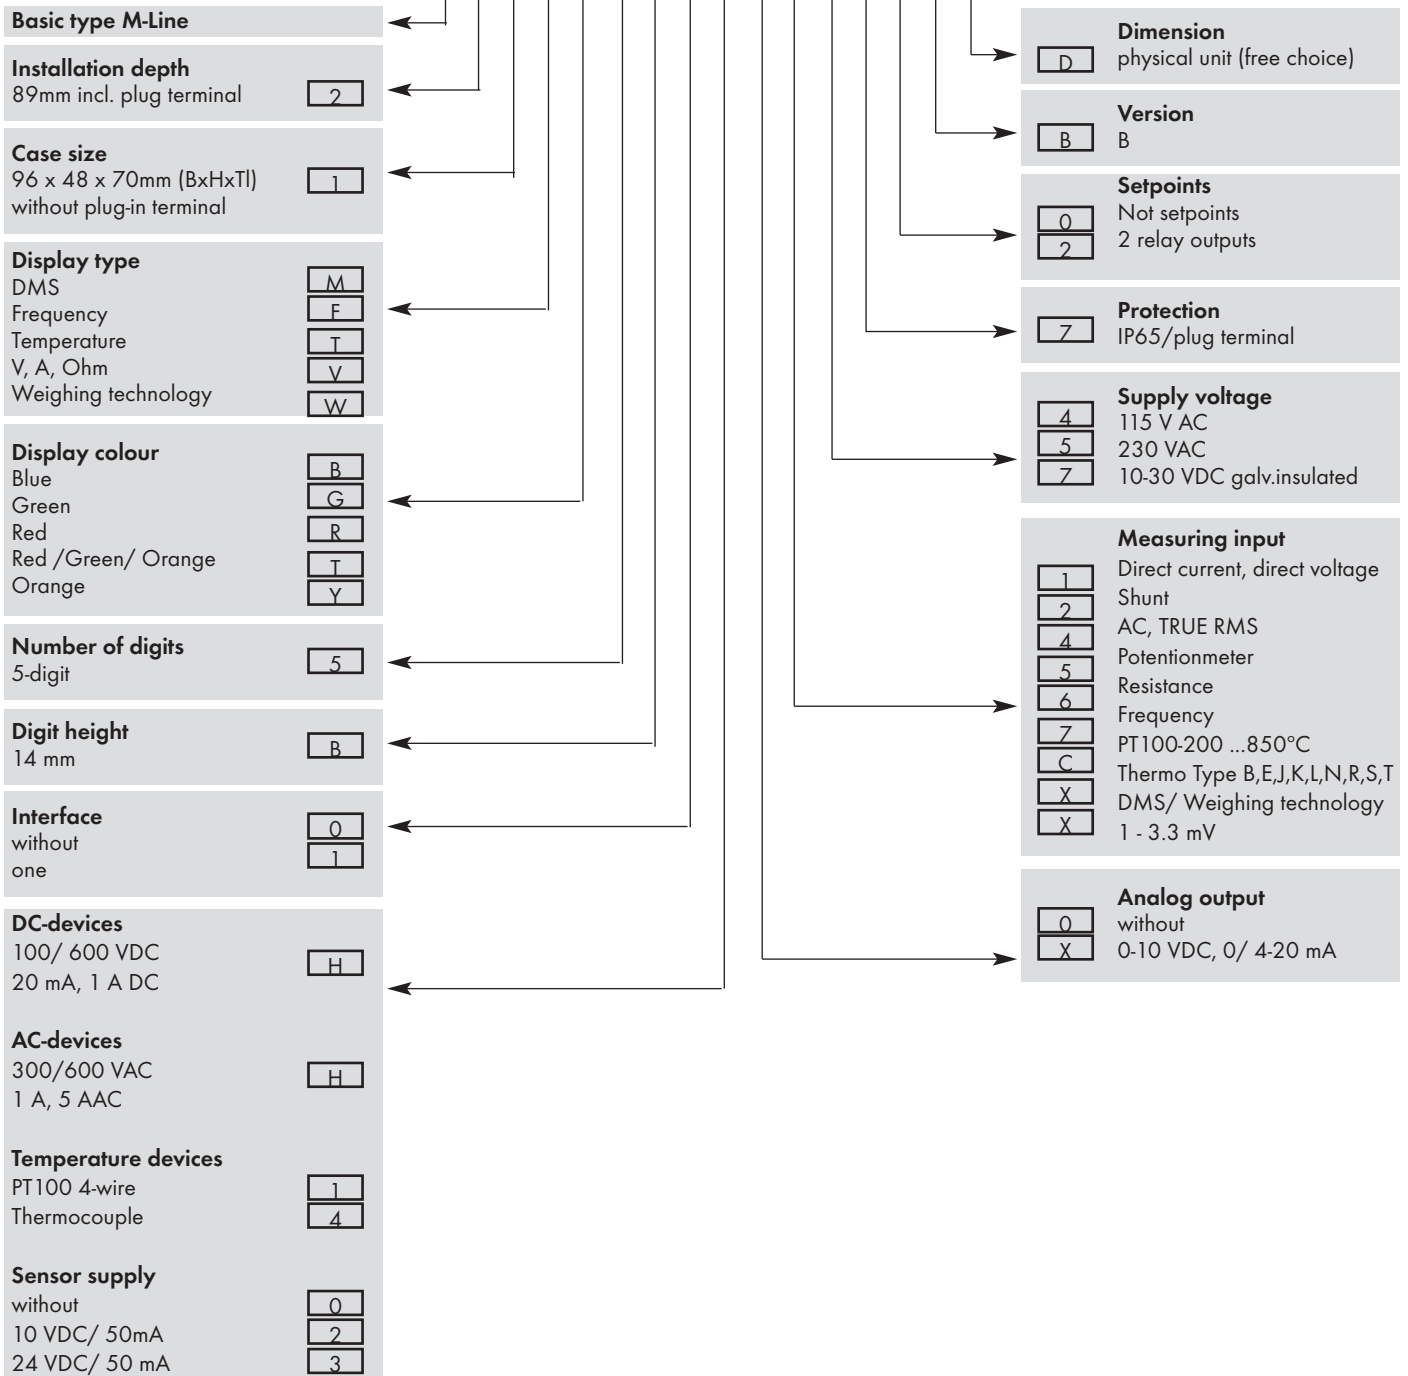 Basic type M-Line
Installation depth
89mm incl. plug terminal 2
Case size
96 x 48 x 70mm (BxHxTl) 1
without plug-in terminal
Display type
DMS M
Frequency F
Temperature T
V, A, Ohm V
Weighing technology W
Display colour
Blue B
Green G
Red R
Red /Green/ Orange T
Orange Y
Number of digits
5-digit 5
Digit height
14 mm B
Interface
without 0
one 1
DC-devices
100/ 600 VDC H
20 mA, 1 A DC
AC-devices
300/600 VAC H
1 A, 5 AAC
Temperature devices
PT100 4-wire 1
Thermocouple 4
Sensor supply
without 0
10 VDC/ 50mA 2
24 VDC/ 50 mA 3
Dimension
D physical unit (free choice)
Version
B B
Setpoints
0 Not setpoints
2 2 relay outputs
Protection
7 IP65/plug terminal
Supply voltage
4 115 V AC
5 230 VAC
7 10-30 VDC galv.insulated
Measuring input
1 Direct current, direct voltage
2 Shunt
4 AC, TRUE RMS
5 Potentionmeter
6 Resistance
7 Frequency
C PT100-200 ...850°C
X Thermo Type B,E,J,K,L,N,R,S,T
X DMS/ Weighing technology
1 - 3.3 mV
Analog output
0 without
X 0-10 VDC, 0/ 4-20 mA